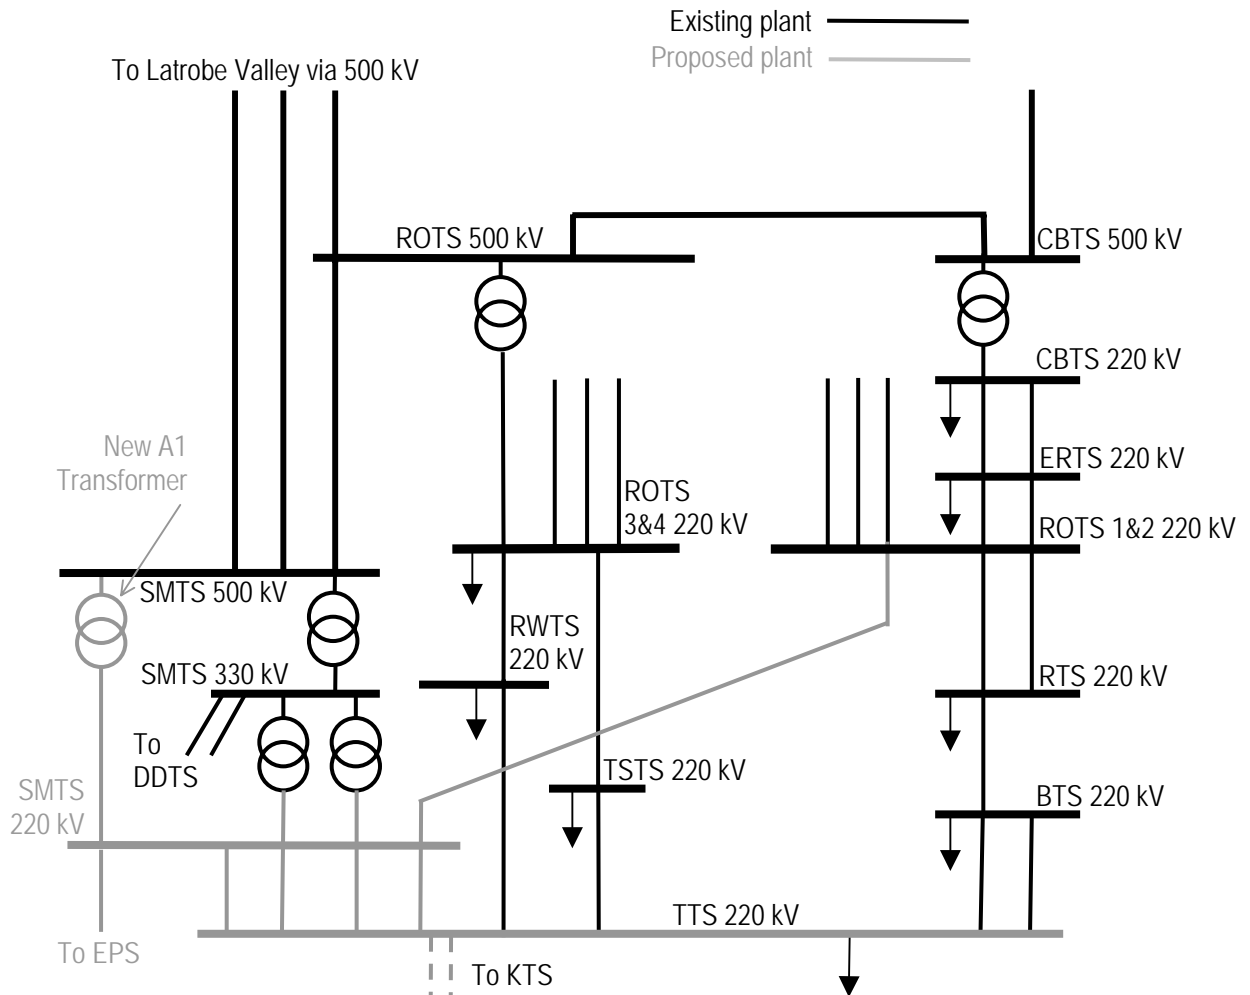 Existing plant
Proposed plant
To Latrobe Valley via 500 kV
ROTS 500 kV
CBTS 500 kV
CBTS 220 kV
New A1
Transformer
ERTS 220 kV
ROTS
3&4 220 kV
ROTS 1&2 220 kV
SMTS 500 kV
RWTS
220 kV
SMTS 330 kV
RTS 220 kV
To
DDTS
TSTS 220 kV
SMTS
220 kV
BTS 220 kV
TTS 220 kV
To EPS
To KTS